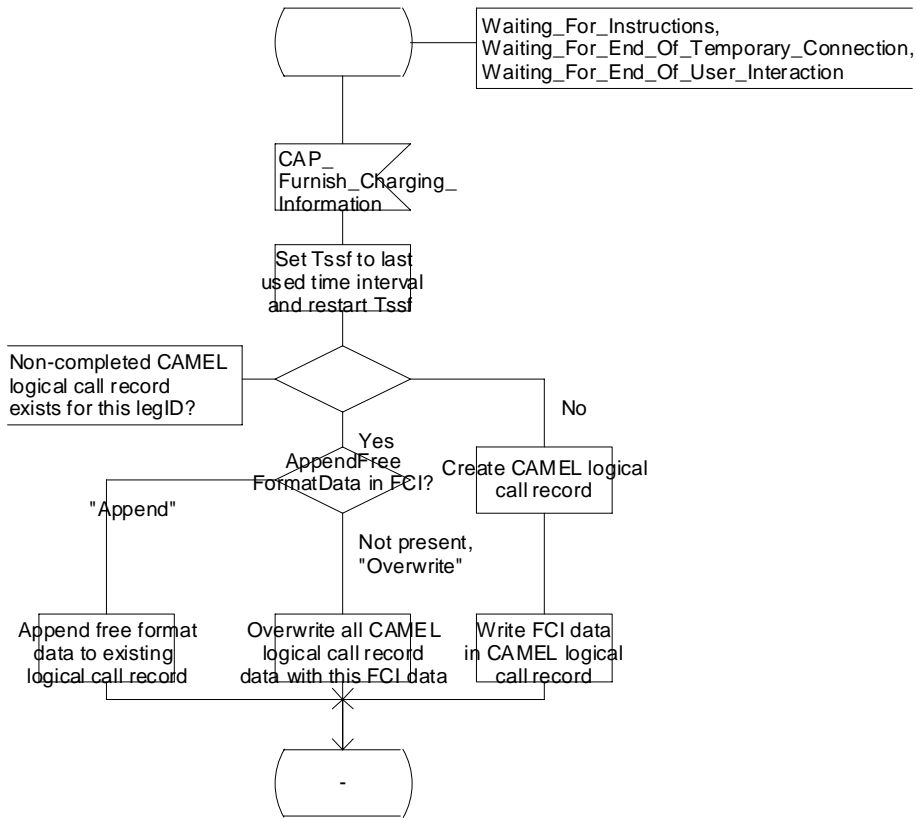 Waiting_For_Instructions,
Waiting_For_End_Of_Temporary_Connection,
Waiting_For_End_Of_User_Interaction
CAP_
Furnish_Charging_
Information
Set Tssf to last
used time interval
and restart Tssf
Non-completed CAMEL
logical call record
exists for this legID?
No
Yes
AppendFree
FormatData in FCI?
Create CAMEL logical
call record
"Append"
Not present,
"Overwrite"
Append free format
data to existing
logical call record
Overwrite all CAMEL
logical call record
data with this FCI data
Write FCI data
in CAMEL logical
call record
-